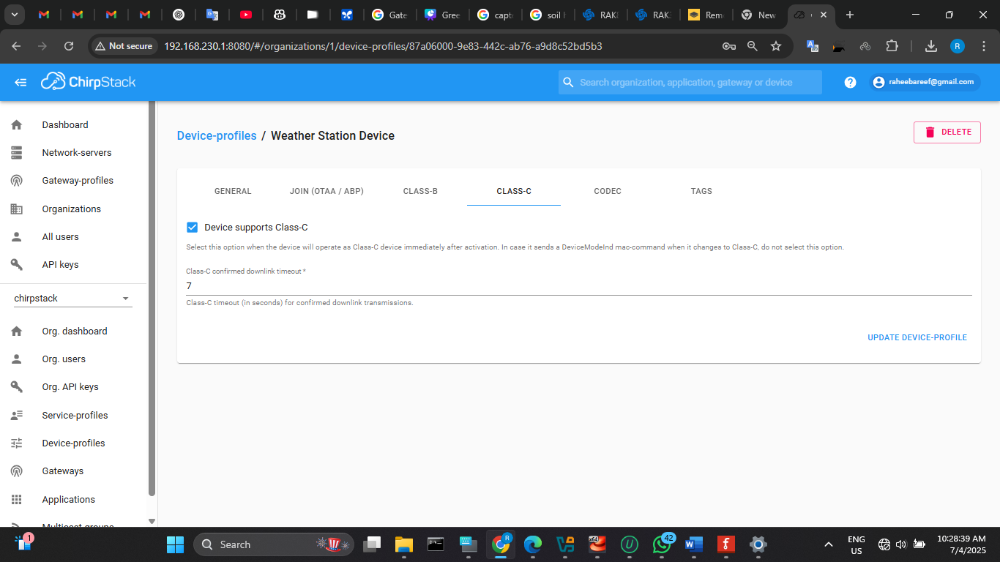 Gate
Gree
capt
soil
RAK
RAK
Rem
New
Not secure
192.168.230.1:8080/#/organizations/1/device-profiles/87a06000-9e83-442c-ab76-a9d8c52bd5b3
R
ChirpStack
Search organization, application, gateway or device
?
raheebareef@gmail.com
Dashboard
Network-servers
Gateway-profiles
Organizations
All users
API keys
chirpstack
Org. dashboard
Org. users
Org. API keys
Service-profiles
Device-profiles
Gateways
Applications
Multicast-groups
Device-profiles / Weather Station Device
DELETE
GENERAL
JOIN (OTAA / ABP)
CLASS-B
CLASS-C
CODEC
TAGS
Device supports Class-C
Select this option when the device will operate as Class-C device immediately after activation. In case it sends a DeviceModeInd mac-command when it changes to Class-C, do not select this option.
Class-C confirmed downlink timeout *
7
Class-C timeout (in seconds) for confirmed downlink transmissions.
UPDATE DEVICE-PROFILE
1
Search
R
42
ENG
US
10:28:39 AM
7/4/2025